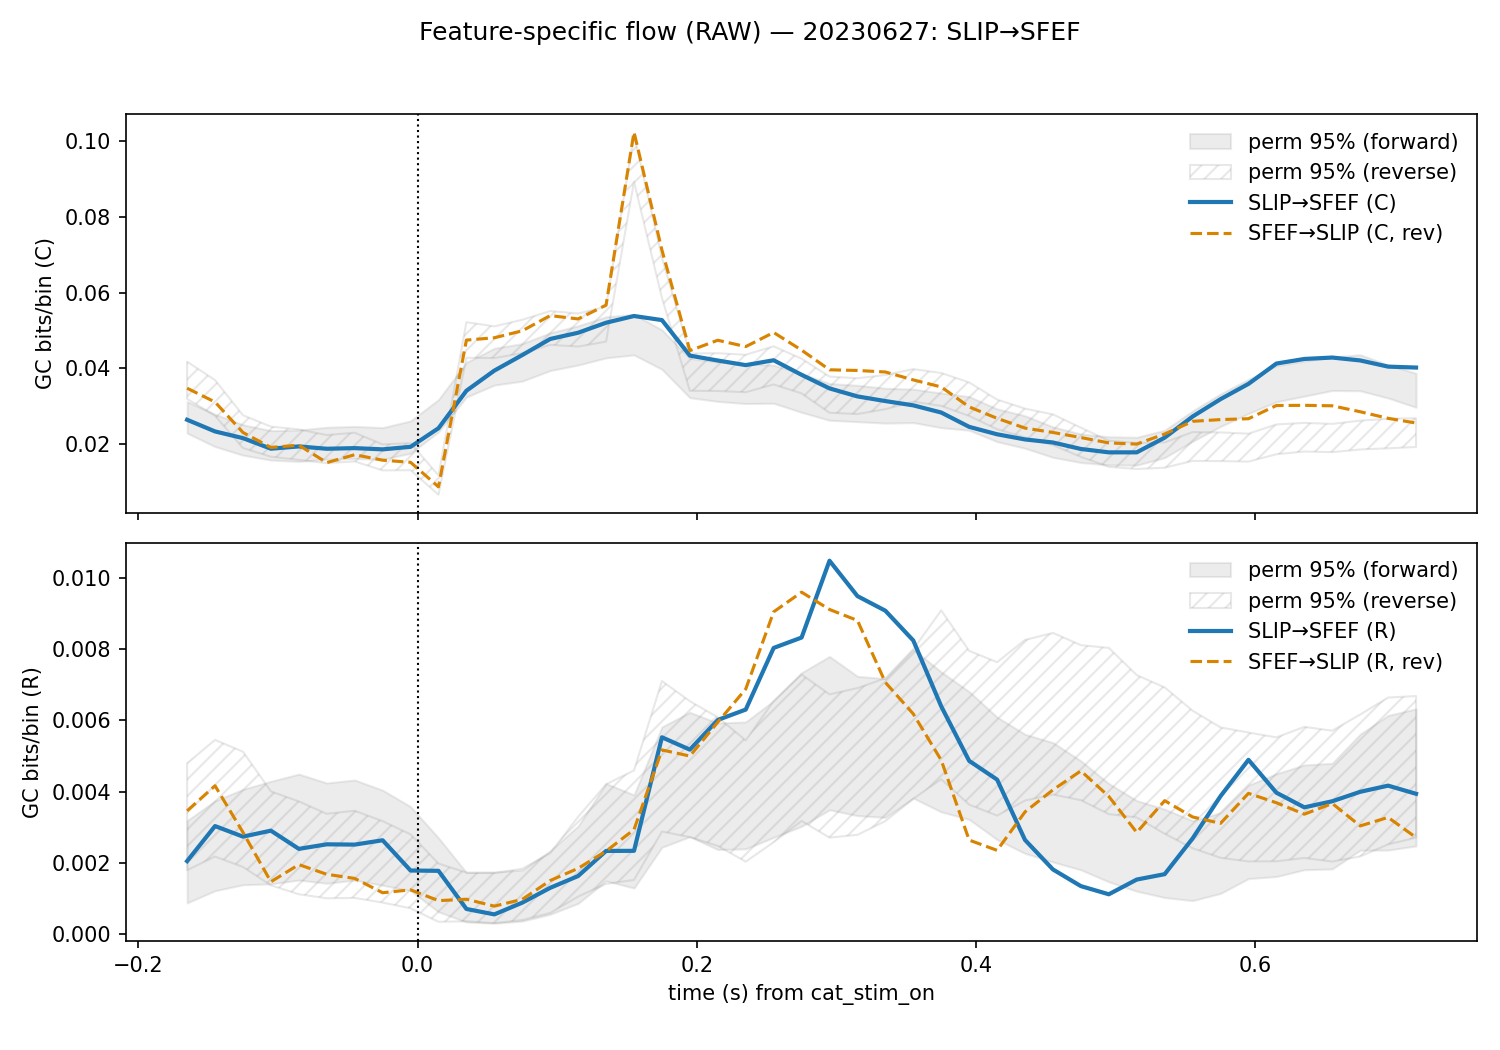 Feature-specific flow (RAW) — 20230627: SLIP→SFEF
GC bits/bin (C)
0.10
0.08
0.06
0.04
0.02
perm 95% (forward)
perm 95% (reverse)
SLIP→SFEF (C)
SFEF→SLIP (C, rev)
GC bits/bin (R)
0.010
0.008
0.006
0.004
0.002
0.000
perm 95% (forward)
perm 95% (reverse)
SLIP→SFEF (R)
SFEF→SLIP (R, rev)
−0.2 0.0 0.2 0.4 0.6
time (s) from cat_stim_on